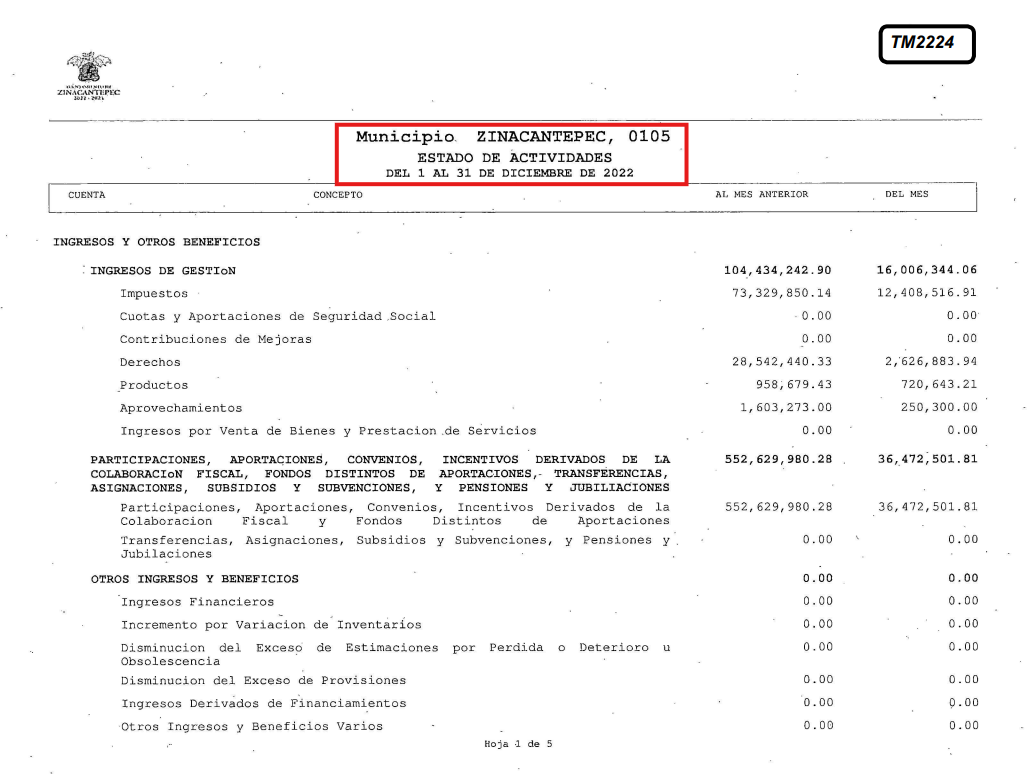 TM2224
AYUNTAMIENTO DE
ZINACANTEPEC
2022 - 2024
Municipio ZINACANTEPEC, 0105
ESTADO DE ACTIVIDADES
DEL 1 AL 31 DE DICIEMBRE DE 2022
CUENTA CONCEPTO AL MES ANTERIOR DEL MES
INGRESOS Y OTROS BENEFICIOS
INGRESOS DE GESTIoN 104,434,242.90 16,006,344.06
Impuestos 73,329,850.14 12,408,516.91
Cuotas y Aportaciones de Seguridad Social 0.00 0.00
Contribuciones de Mejoras 0.00 0.00
Derechos 28,542,440.33 2,626,883.94
Productos 958,679.43 720,643.21
Aprovechamientos 1,603,273.00 250,300.00
Ingresos por Venta de Bienes y Prestacion de Servicios 0.00 0.00
PARTICIPACIONES, APORTACIONES, CONVENIOS, INCENTIVOS DERIVADOS DE LA 552,629,980.28 36,472,501.81
COLABORACIoN FISCAL, FONDOS DISTINTOS DE APORTACIONES, TRANSFERENCIAS,
ASIGNACIONES, SUBSIDIOS Y SUBVENCIONES, Y PENSIONES Y JUBILIACIONES
Participaciones, Aportaciones, Convenios, Incentivos Derivados de la 552,629,980.28 36,472,501.81
Colaboracion Fiscal y Fondos Distintos de Aportaciones
Transferencias, Asignaciones, Subsidios y Subvenciones, y Pensiones y 0.00 0.00
Jubilaciones
OTROS INGRESOS Y BENEFICIOS 0.00 0.00
Ingresos Financieros 0.00 0.00
Incremento por Variacion de Inventarios 0.00 0.00
Disminucion del Exceso de Estimaciones por Perdida o Deterioro u 0.00 0.00
Obsolescencia
Disminucion del Exceso de Provisiones 0.00 0.00
Ingresos Derivados de Financiamientos 0.00 0.00
Otros Ingresos y Beneficios Varios 0.00 0.00
Hoja 1 de 5